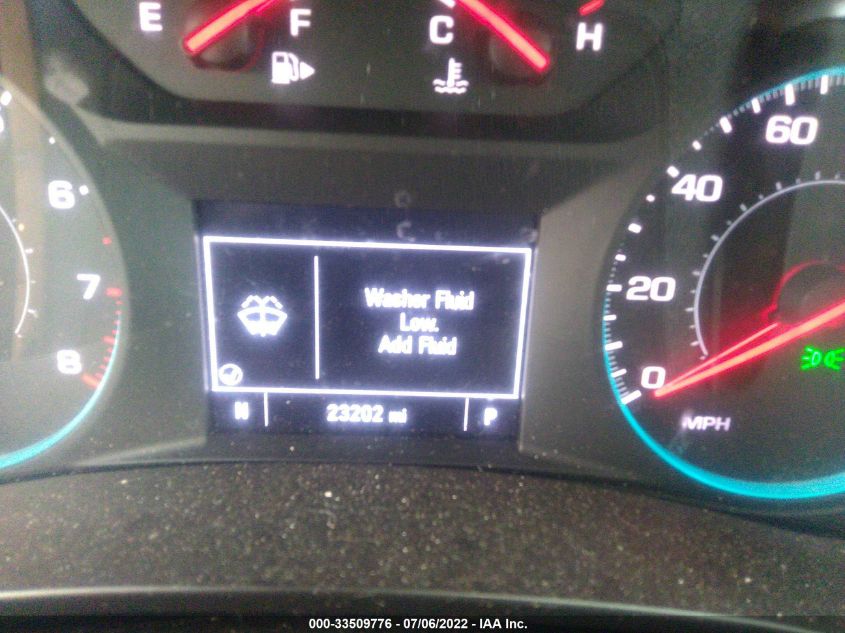 E F C H
6
7
8
60
40
20
0
MPH
Washer Fluid
Low.
Add Fluid
N 23202 mi P
000-33509776 - 07/06/2022 - IAA Inc.